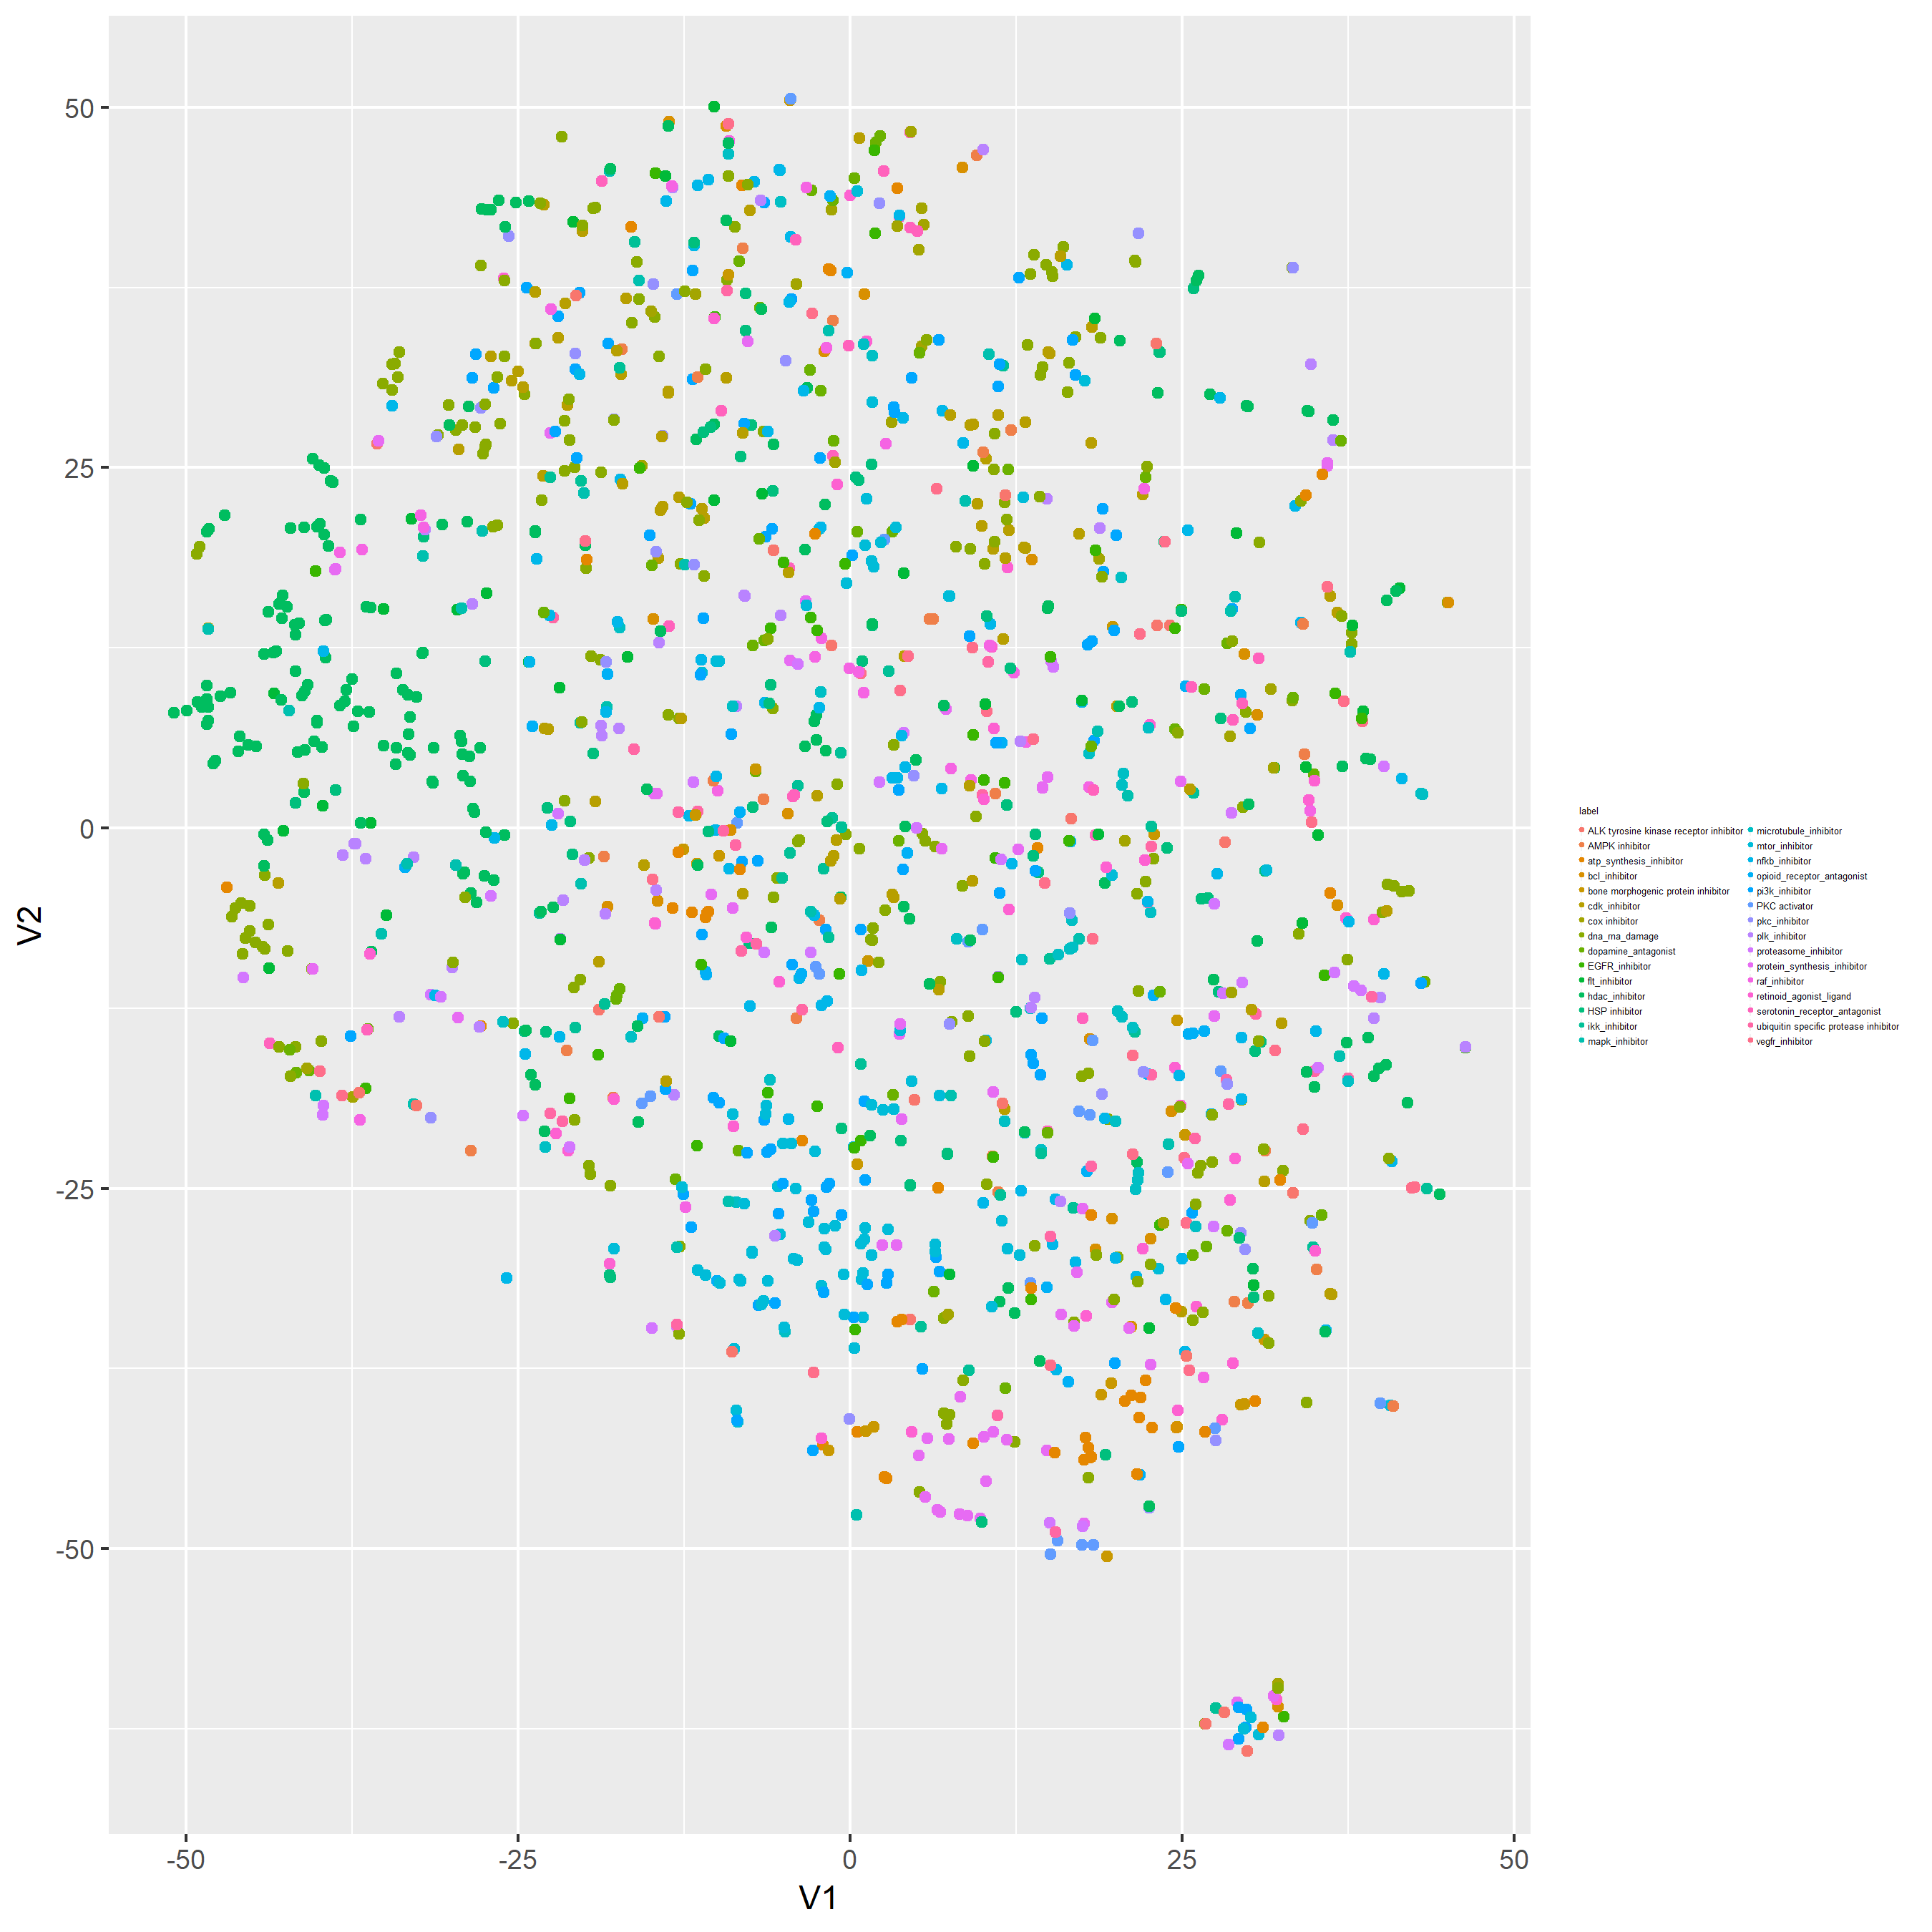 50
25
0
-25
-50
V2
-50
-25
0
25
50
V1
label
ALK tyrosine kinase receptor inhibitor
AMPK inhibitor
atp_synthesis_inhibitor
bcl_inhibitor
bone morphogenic protein inhibitor
cdk_inhibitor
cox inhibitor
dna_rna_damage
dopamine_antagonist
EGFR_inhibitor
flt_inhibitor
hdac_inhibitor
HSP inhibitor
ikk_inhibitor
mapk_inhibitor
microtubule_inhibitor
mtor_inhibitor
nfkb_inhibitor
opioid_receptor_antagonist
pi3k_inhibitor
PKC activator
pkc_inhibitor
plk_inhibitor
proteasome_inhibitor
protein_synthesis_inhibitor
raf_inhibitor
retinoid_agonist_ligand
serotonin_receptor_antagonist
ubiquitin specific protease inhibitor
vegfr_inhibitor